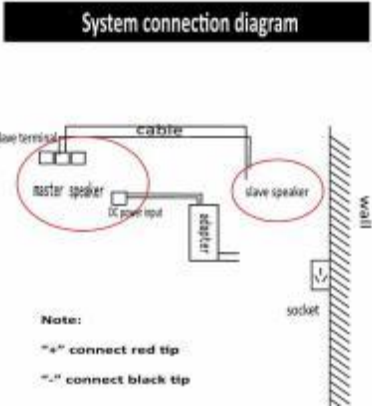 System connection diagram
cable
lave terminal
master speaker
slave speaker
DC power input
adapter
wall
socket
Note:
"+" connect red tip
"-" connect black tip